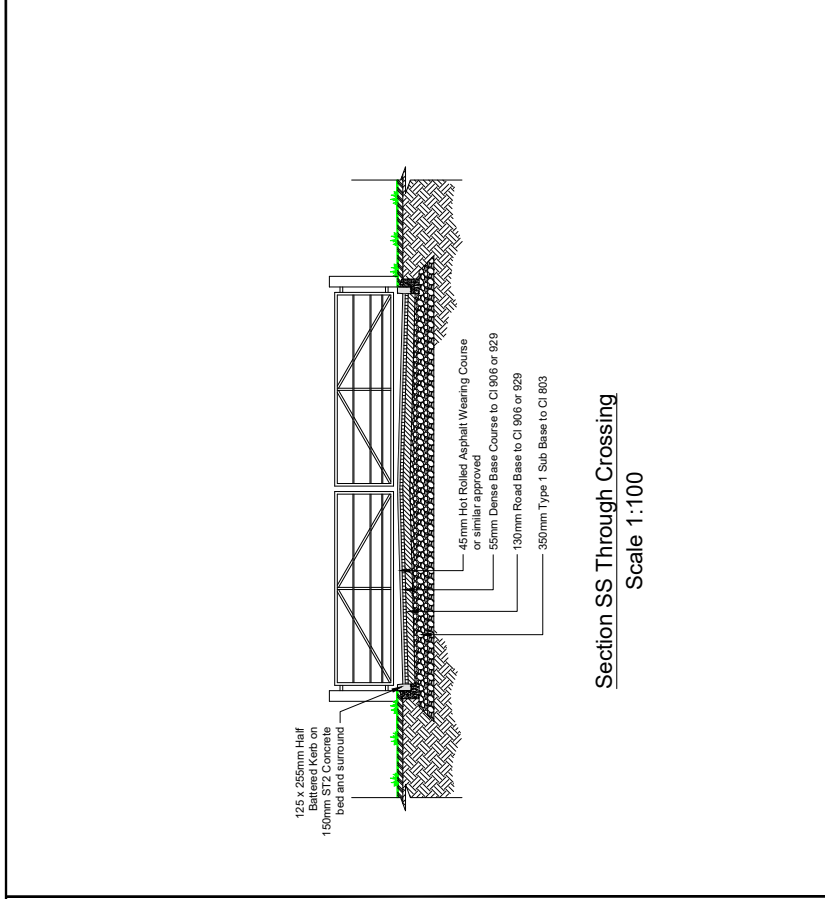 125 x 255mm Half
Battered Kerb on
150mm ST2 Concrete
bed and surround
45mm Hot Rolled Asphalt Wearing Course
or similar approved
55mm Dense Base Course to Cl 906 or 929
130mm Road Base to Cl 906 or 929
350mm Type 1 Sub Base to Cl 803
Section SS Through Crossing
Scale 1:100